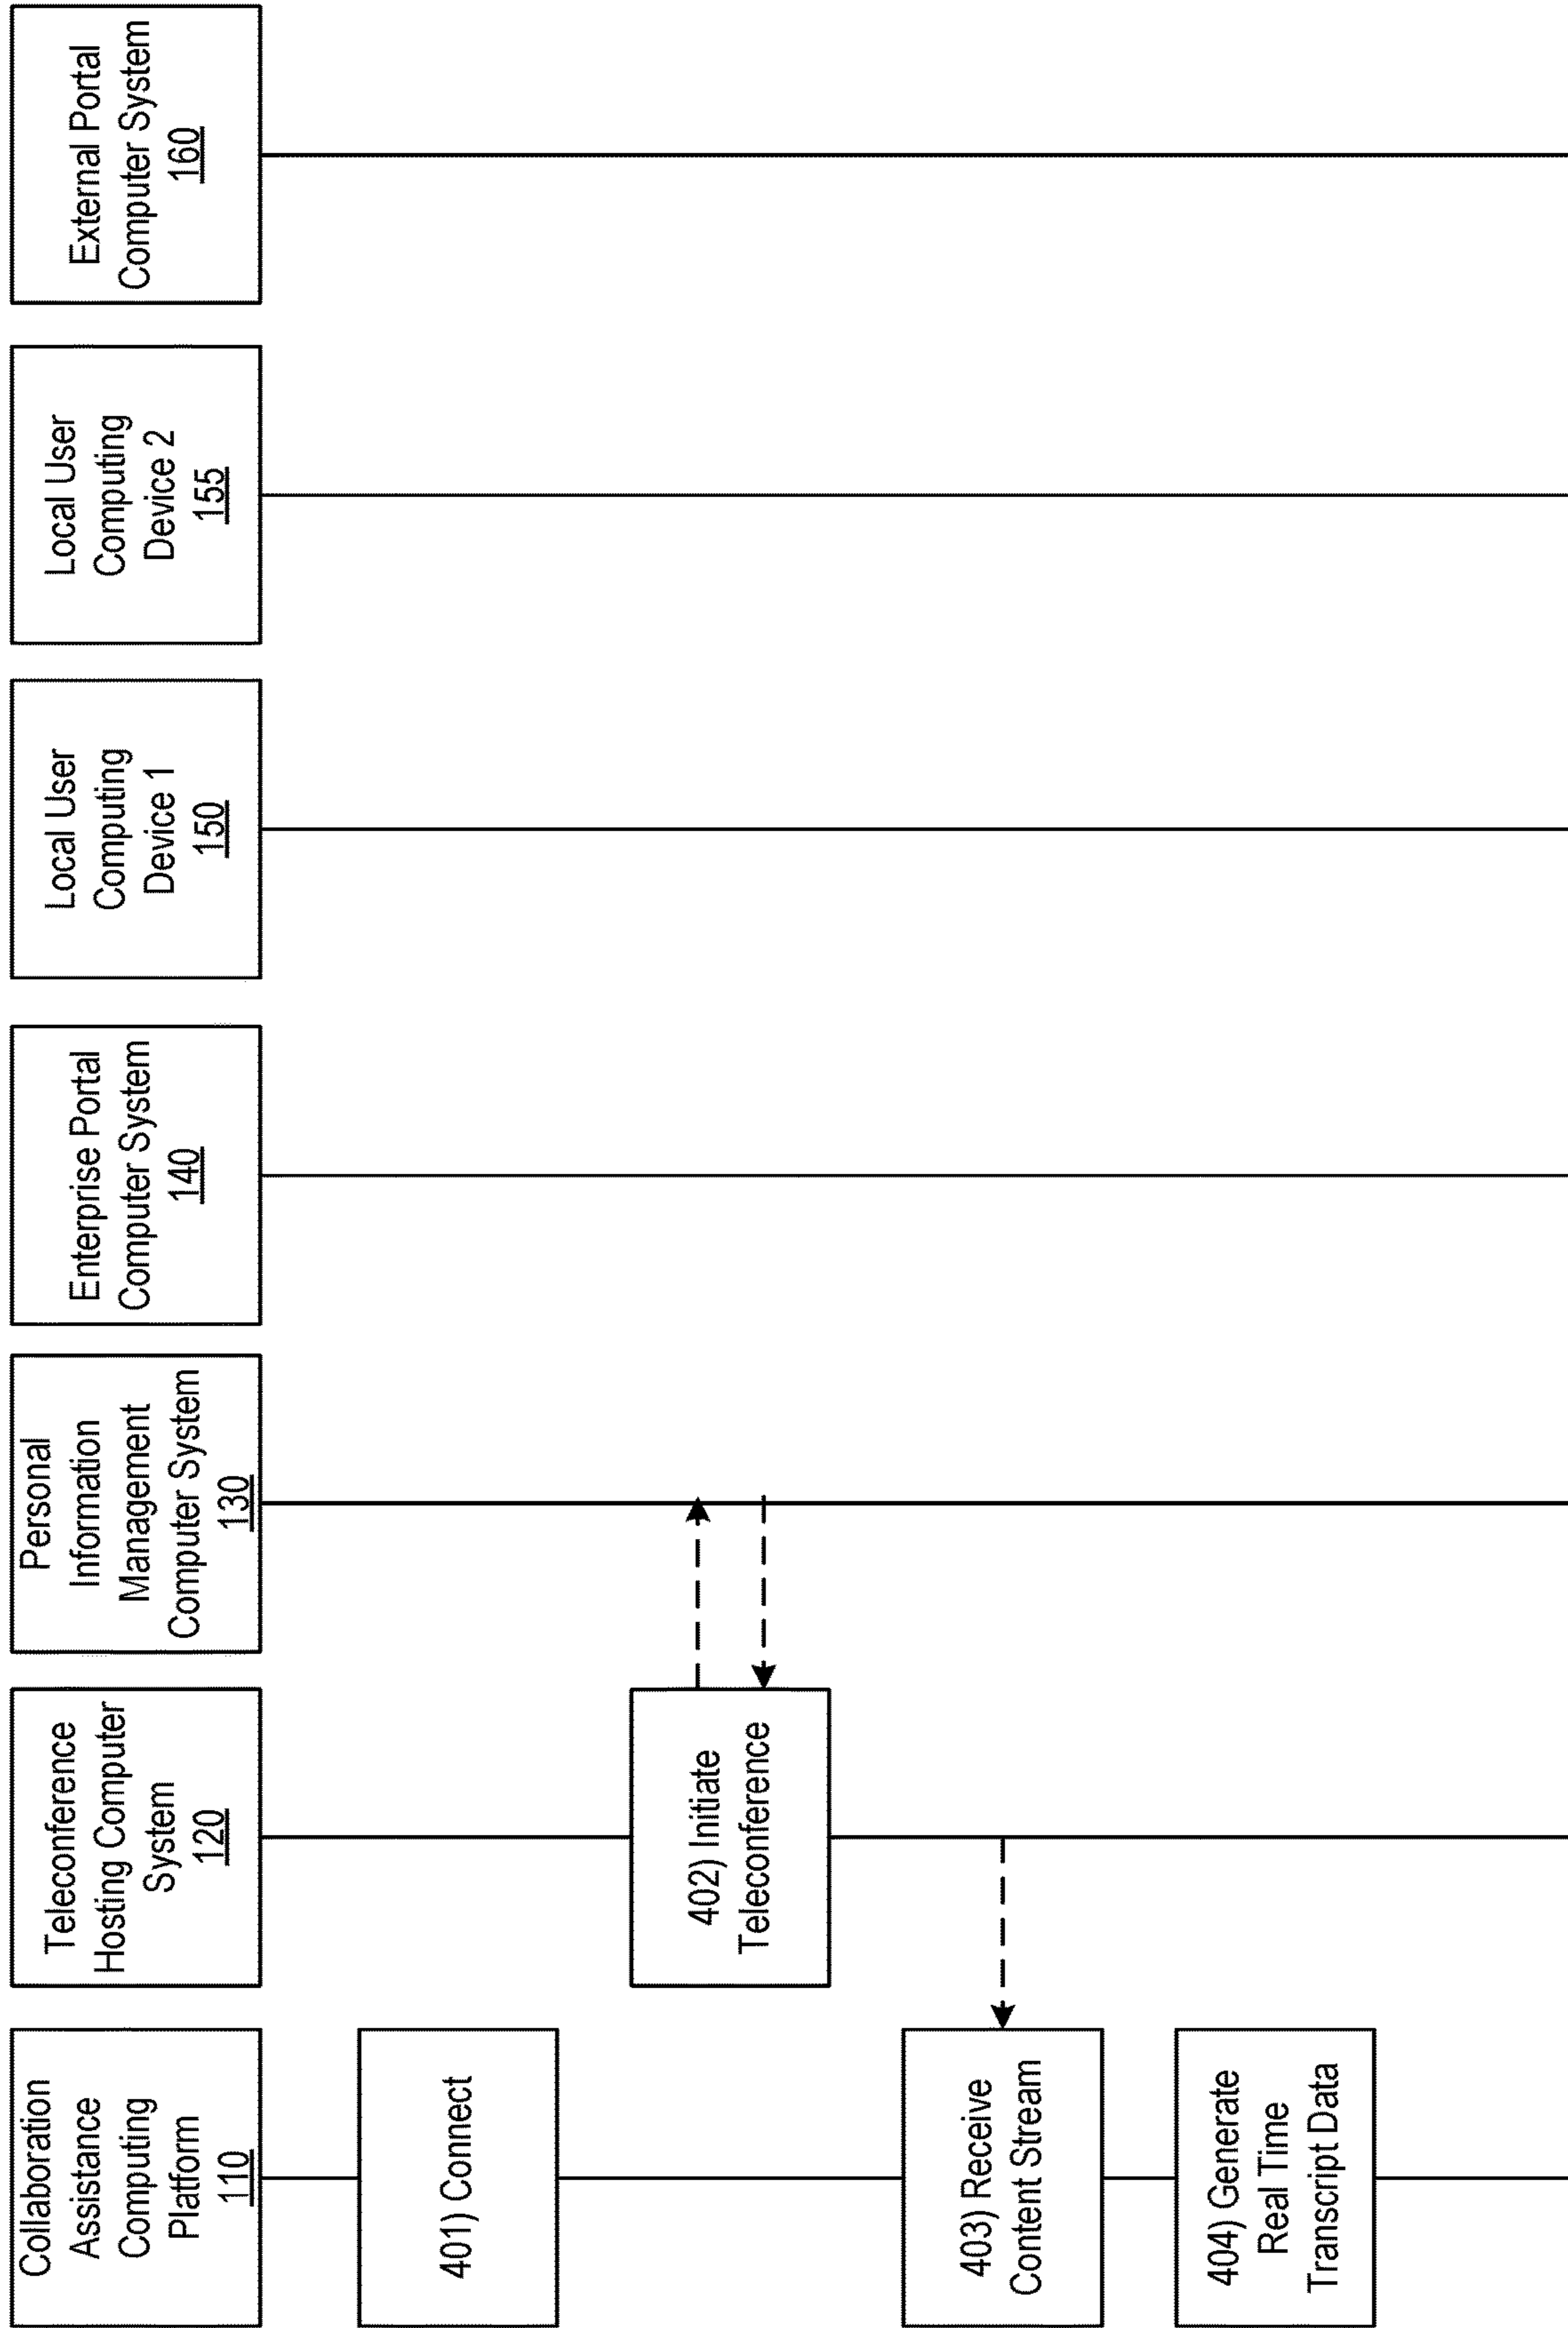 Collaboration
Assistance
Computing
Platform
110
Teleconference
Hosting Computer
System
120
Personal
Information
Management
Computer System
130
Enterprise Portal
Computer System
140
Local User
Computing
Device 1
150
Local User
Computing
Device 2
155
External Portal
Computer System
160
401) Connect
402) Initiate
Teleconference
403) Receive
Content Stream
404) Generate
Real Time
Transcript Data